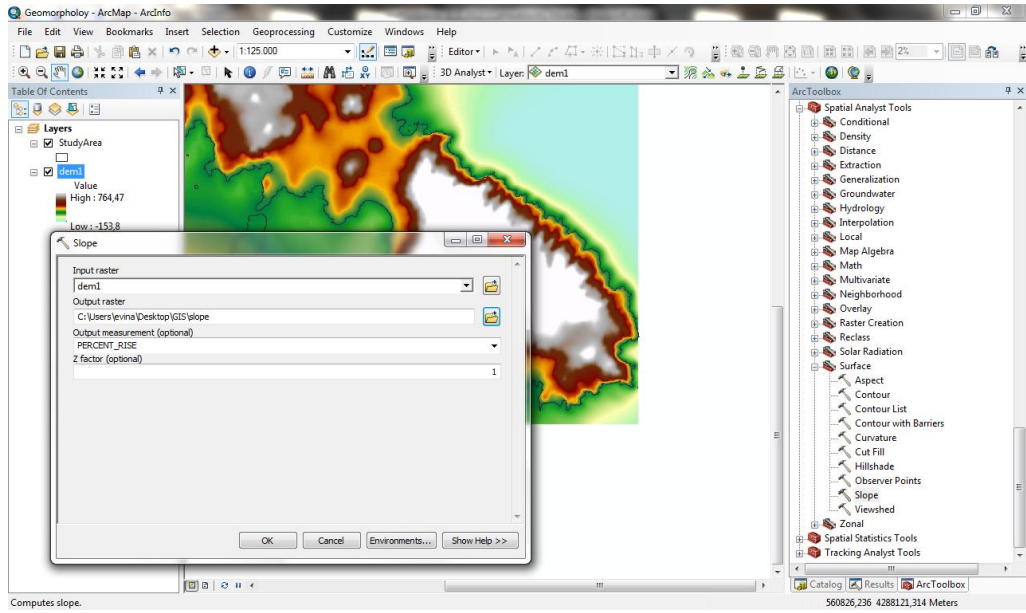 Geomorpholoy - ArcMap - ArcInfo
File Edit View Bookmarks Insert Selection Geoprocessing Customize Windows Help
1:125.000
Editor
2%
3D Analyst
Layer: dem1
Table Of Contents
Layers
StudyArea
dem1
Value
High : 764,47
Low : -153,8
Slope
Input raster
dem1
Output raster
C:\Users\evina\Desktop\GIS\slope
Output measurement (optional)
PERCENT_RISE
Z factor (optional)
1
OK
Cancel
Environments...
Show Help >>
ArcToolbox
Spatial Analyst Tools
Conditional
Density
Distance
Extraction
Generalization
Groundwater
Hydrology
Interpolation
Local
Map Algebra
Math
Multivariate
Neighborhood
Overlay
Raster Creation
Reclass
Solar Radiation
Surface
Aspect
Contour
Contour List
Contour with Barriers
Curvature
Cut Fill
Hillshade
Observer Points
Slope
Viewshed
Zonal
Spatial Statistics Tools
Tracking Analyst Tools
Catalog
Results
ArcToolbox
Computes slope.
560826,236 4288121,314 Meters